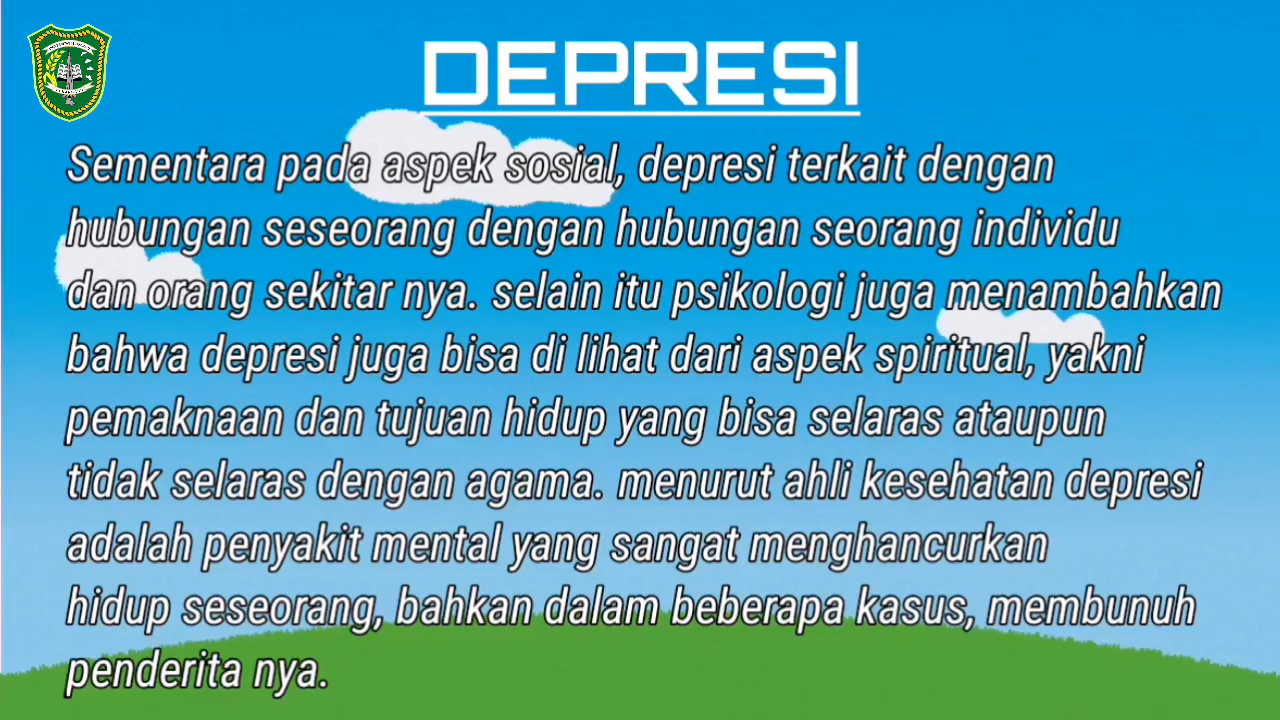 DEPRESI
Sementara pada aspek sosial, depresi terkait dengan
hubungan seseorang dengan hubungan seorang individu
dan orang sekitar nya. selain itu psikologi juga menambahkan
bahwa depresi juga bisa di lihat dari aspek spiritual, yakni
pemaknaan dan tujuan hidup yang bisa selaras ataupun
tidak selaras dengan agama. menurut ahli kesehatan depresi
adalah penyakit mental yang sangat menghancurkan
hidup seseorang, bahkan dalam beberapa kasus, membunuh
penderita nya.